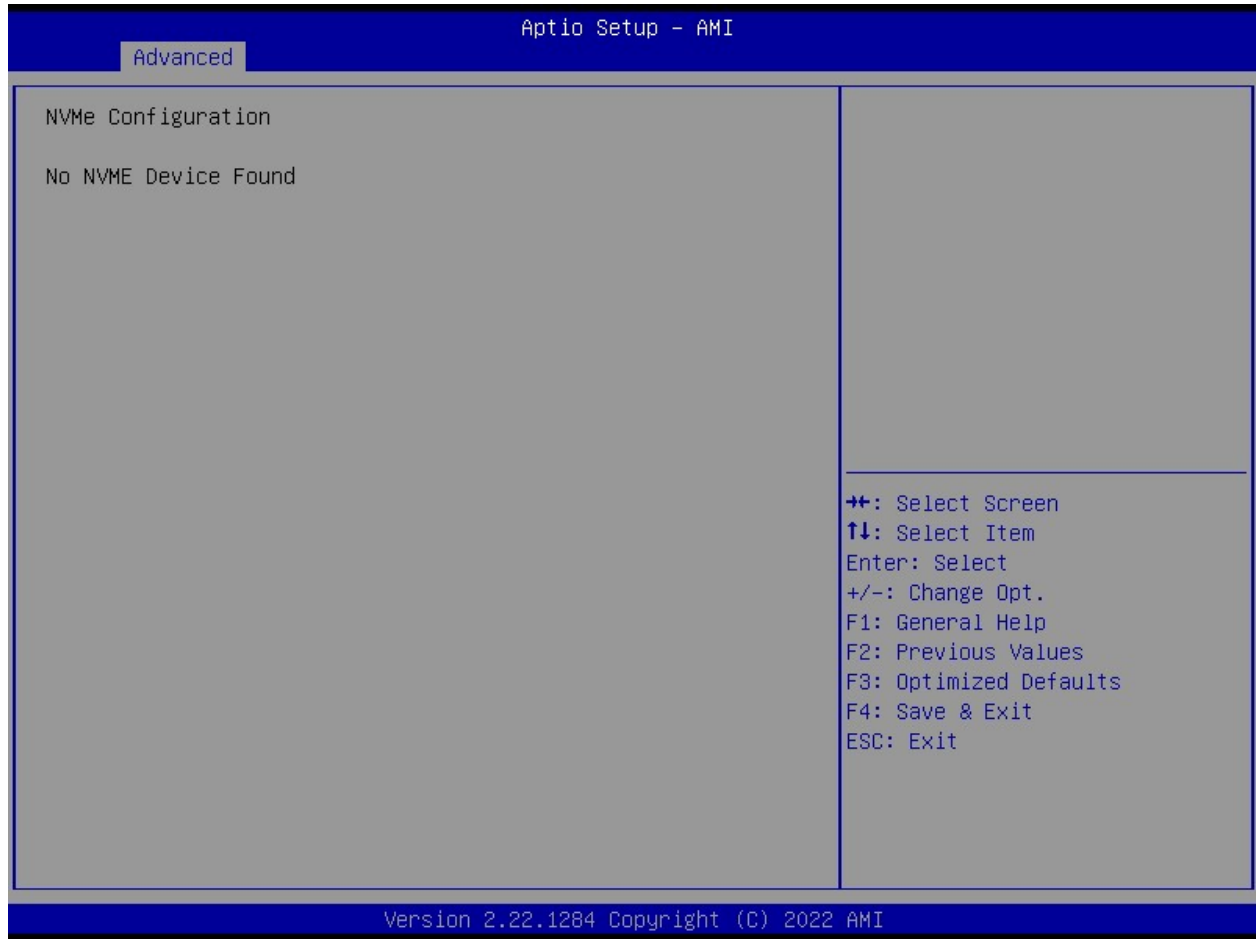 Aptio Setup - AMI
Advanced
NVMe Configuration
No NVME Device Found
→←: Select Screen
↑↓: Select Item
Enter: Select
+/-: Change Opt.
F1: General Help
F2: Previous Values
F3: Optimized Defaults
F4: Save & Exit
ESC: Exit
Version 2.22.1284 Copyright (C) 2022 AMI